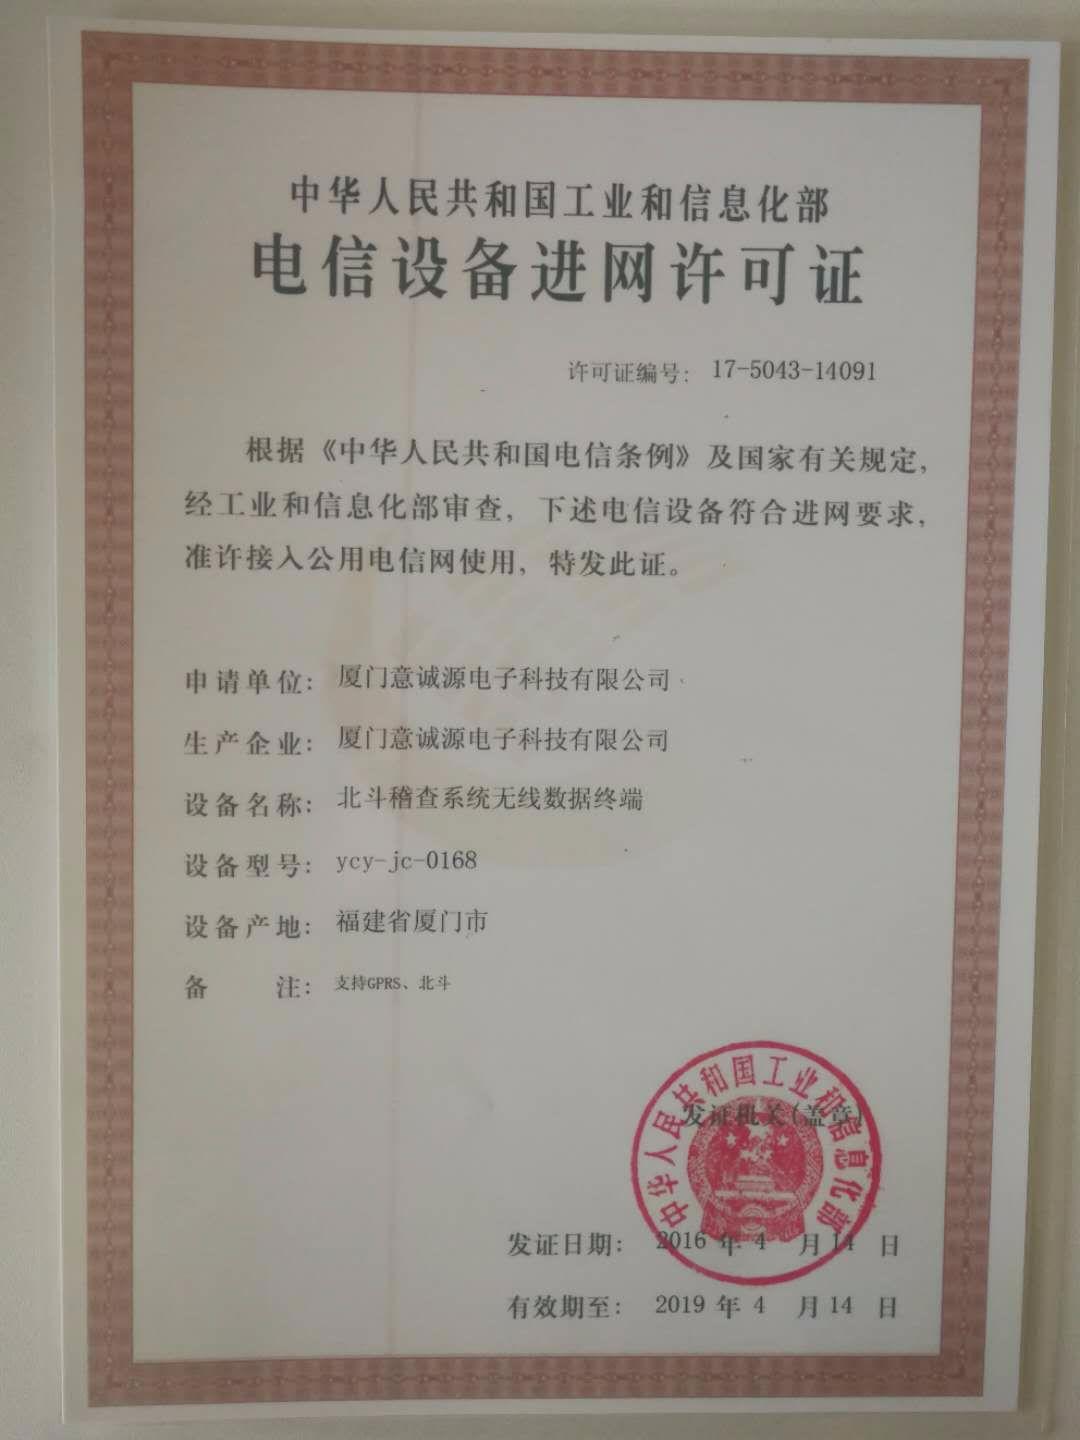 中华人民共和国工业和信息化部
电信设备进网许可证
许可证编号： 17-5043-14091
根据《中华人民共和国电信条例》及国家有关规定，
经工业和信息化部审查，下述电信设备符合进网要求，
准许接入公用电信网使用，特发此证。
申请单位： 厦门意诚源电子科技有限公司
生产企业： 厦门意诚源电子科技有限公司
设备名称： 北斗稽查系统无线数据终端
设备型号： ycy-jc-0168
设备产地： 福建省厦门市
备 注： 支持GPRS、北斗
中华人民共和国工业和信息化部
发证机关(盖章)
发证日期： 2016 年 4 月 14 日
有效期至： 2019 年 4 月 14 日